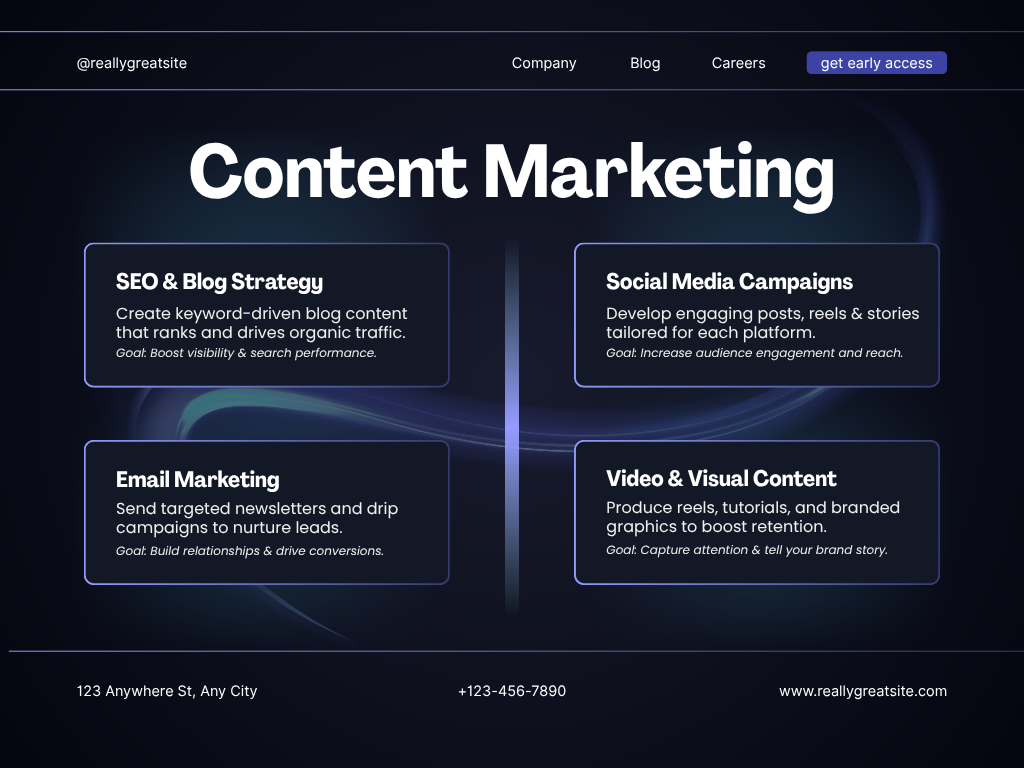 @reallygreatsite
Company
Blog
Careers
get early access
Content Marketing
SEO & Blog Strategy
Create keyword-driven blog content
that ranks and drives organic traffic.
Goal: Boost visibility & search performance.
Social Media Campaigns
Develop engaging posts, reels & stories
tailored for each platform.
Goal: Increase audience engagement and reach.
Email Marketing
Send targeted newsletters and drip
campaigns to nurture leads.
Goal: Build relationships & drive conversions.
Video & Visual Content
Produce reels, tutorials, and branded
graphics to boost retention.
Goal: Capture attention & tell your brand story.
123 Anywhere St, Any City
+123-456-7890
www.reallygreatsite.com